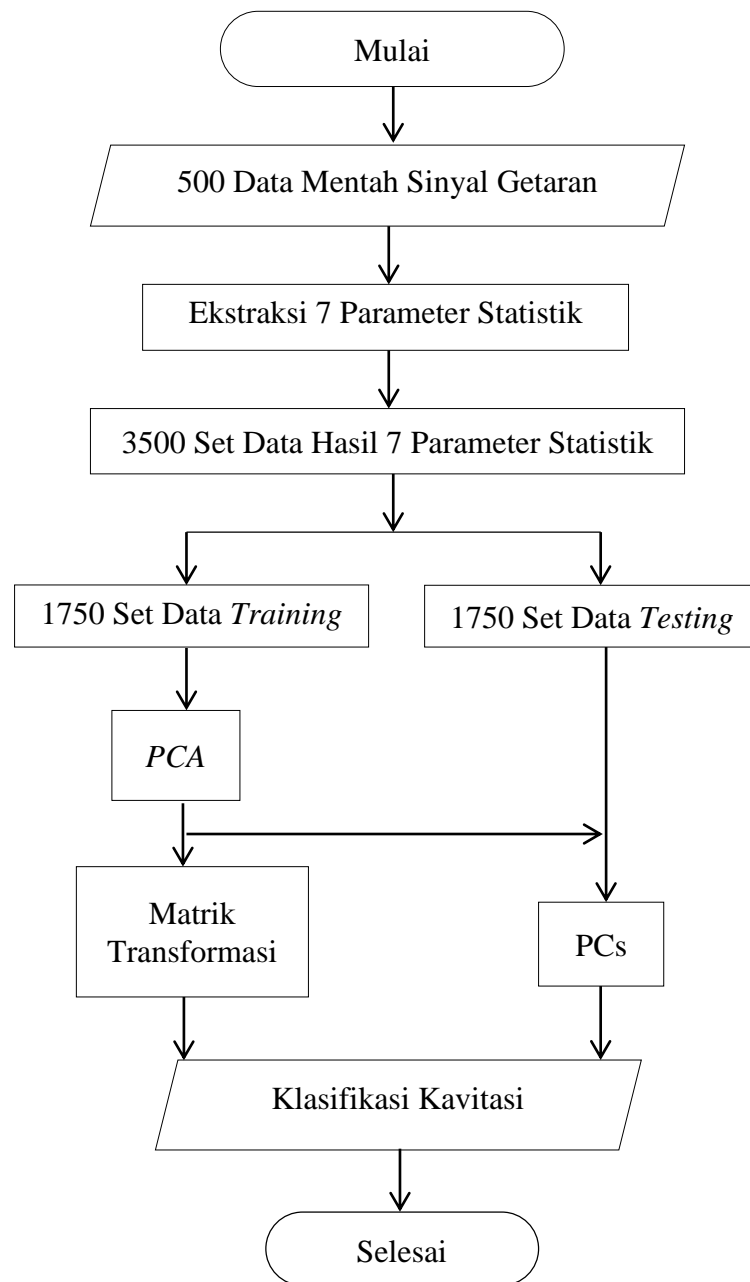 Mulai
500 Data Mentah Sinyal Getaran
Ekstraksi 7 Parameter Statistik
3500 Set Data Hasil 7 Parameter Statistik
1750 Set Data Training
1750 Set Data Testing
PCA
Matrik
Transformasi
PCs
Klasifikasi Kavitasi
Selesai